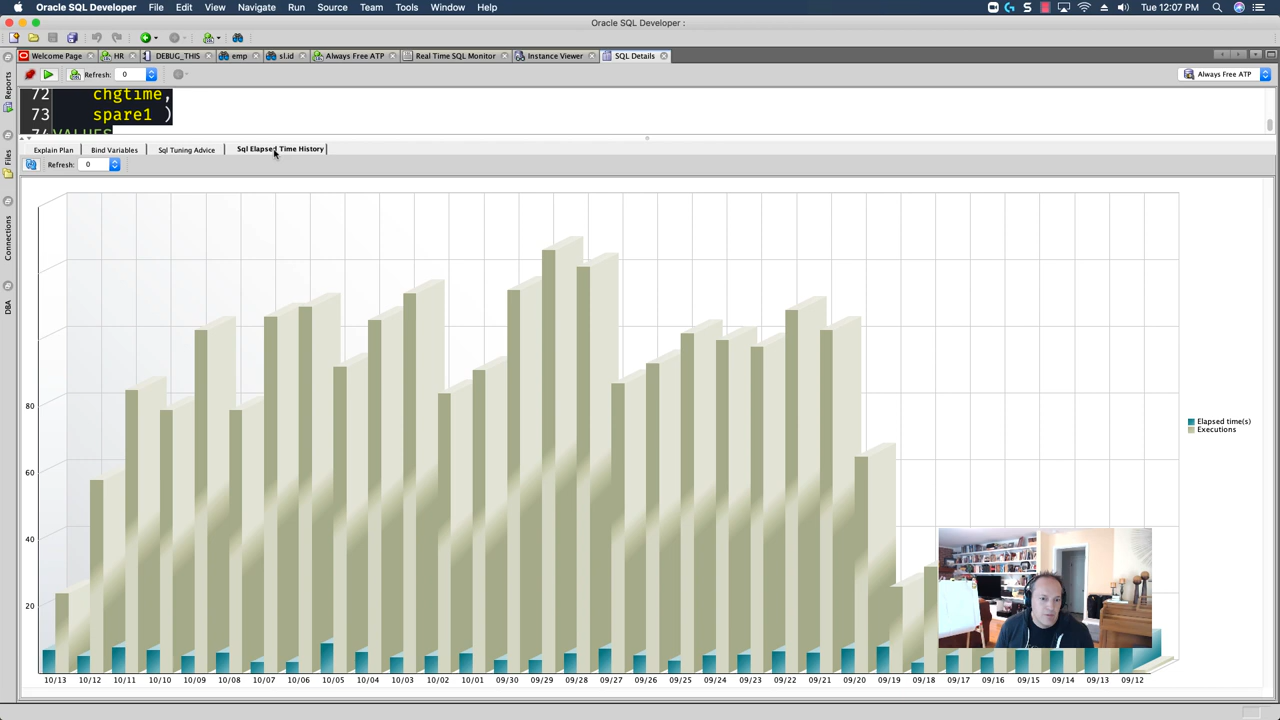 Oracle SQL Developer File Edit View Navigate Run Source Team Tools Window Help Tue 12:07 PM
Oracle SQL Developer :
Welcome Page HR DEBUG_THIS emp sl.id Always Free ATP Real Time SQL Monitor Instance Viewer SQL Details
Refresh: 0 Always Free ATP
72 chgtime,
73 spare1 )
74 VALUES
Explain Plan Bind Variables Sql Tuning Advice Sql Elapsed Time History
Refresh: 0
Reports
Files
Connections
DBA
80
60
40
20
Elapsed time(s)
Executions
10/13 10/12 10/11 10/10 10/09 10/08 10/07 10/06 10/05 10/04 10/03 10/02 10/01 09/30 09/29 09/28 09/27 09/26 09/25 09/24 09/23 09/22 09/21 09/20 09/19 09/18 09/17 09/16 09/15 09/14 09/13 09/12